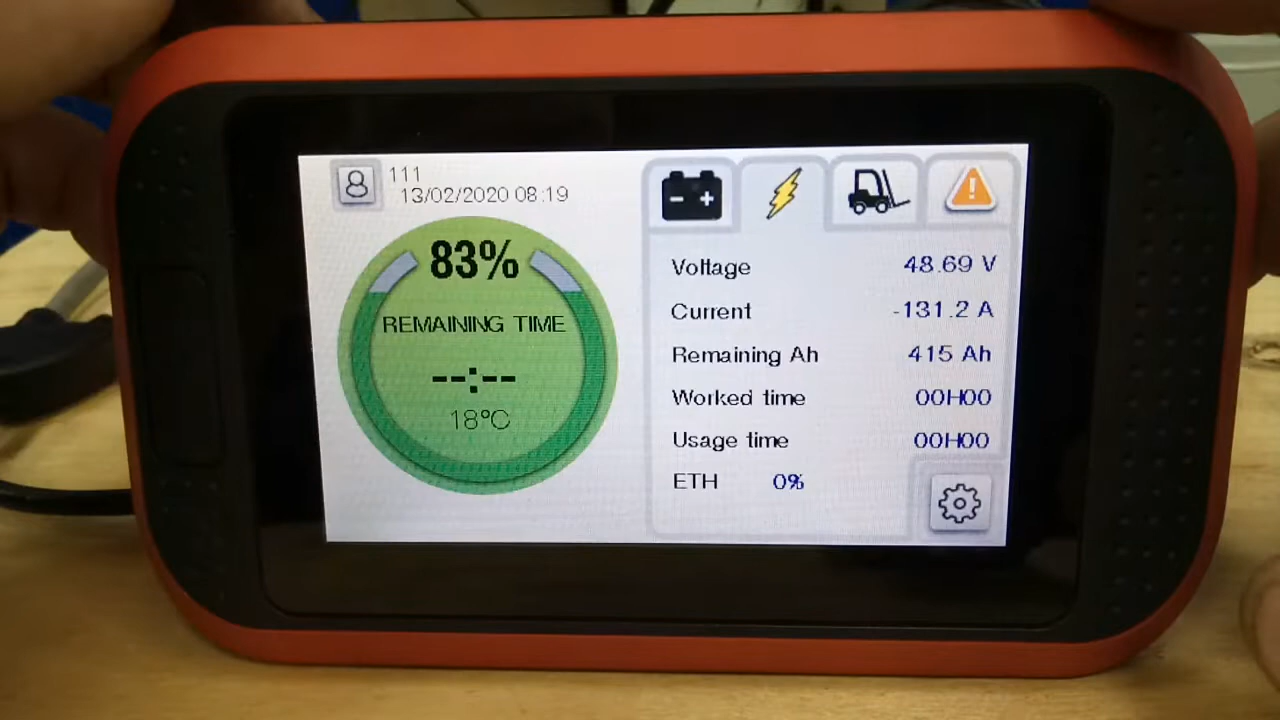 111
13/02/2020 08:19
83%
REMAINING TIME
--:--
18°C
Voltage 48.69 V
Current -131.2 A
Remaining Ah 415 Ah
Worked time 00H00
Usage time 00H00
ETH 0%